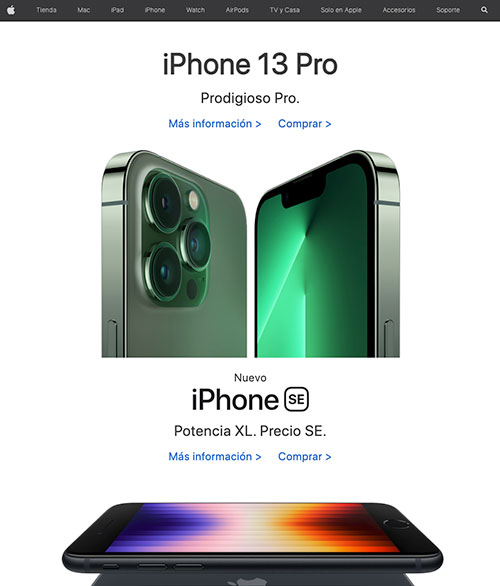 Tienda Mac iPad iPhone Watch AirPods TV y Casa Solo en Apple Accesorios Soporte
iPhone 13 Pro
Prodigioso Pro.
Más información > Comprar >
Nuevo
iPhone SE
Potencia XL. Precio SE.
Más información > Comprar >